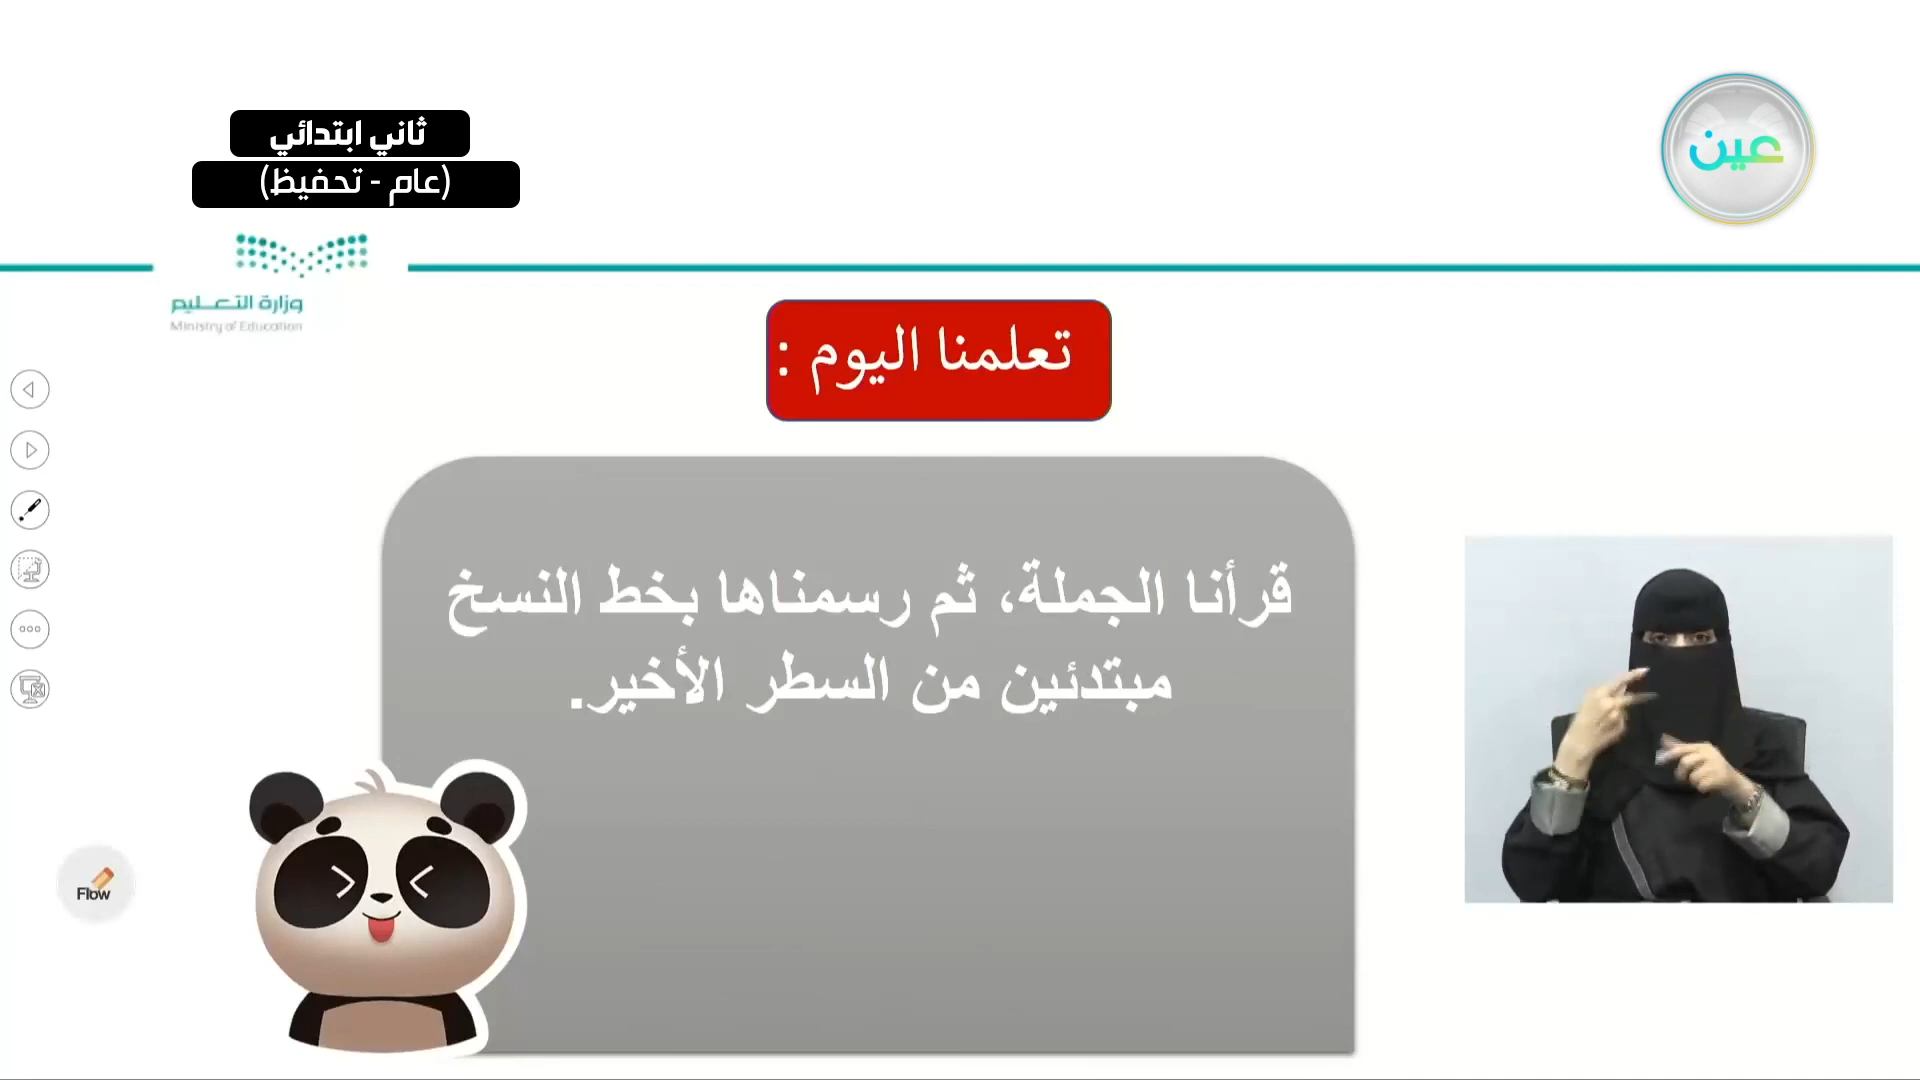 ثاني ابتدائي
(عام - تحفيظ)
عين
وزارة التعليم
Ministry of Education
تعلمنا اليوم :
قرأنا الجملة، ثم رسمناها بخط النسخ
مبتدئين من السطر الأخير.
Flow